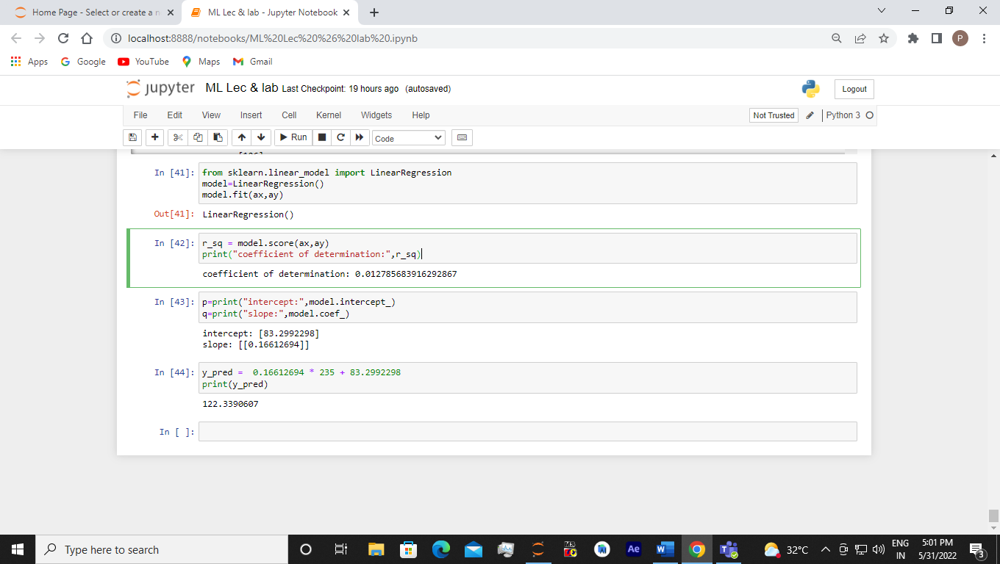 Home Page - Select or create a n
ML Lec & lab - Jupyter Notebook
localhost:8888/notebooks/ML%20Lec%20%26%20lab%20.ipynb
P
Apps Google YouTube Maps Gmail
jupyter ML Lec & lab Last Checkpoint: 19 hours ago (autosaved)
Logout
File Edit View Insert Cell Kernel Widgets Help
Not Trusted Python 3
Run Code
In [41]: from sklearn.linear_model import LinearRegression
model=LinearRegression()
model.fit(ax,ay)
Out[41]: LinearRegression()
In [42]: r_sq = model.score(ax,ay)
print("coefficient of determination:",r_sq)
coefficient of determination: 0.012785683916292867
In [43]: p=print("intercept:",model.intercept_)
q=print("slope:",model.coef_)
intercept: [83.2992298]
slope: [[0.16612694]]
In [44]: y_pred =  0.16612694 * 235 + 83.2992298
print(y_pred)
122.3390607
In [ ]:
Type here to search
Ae
32°C
ENG
IN
5:01 PM
5/31/2022
3